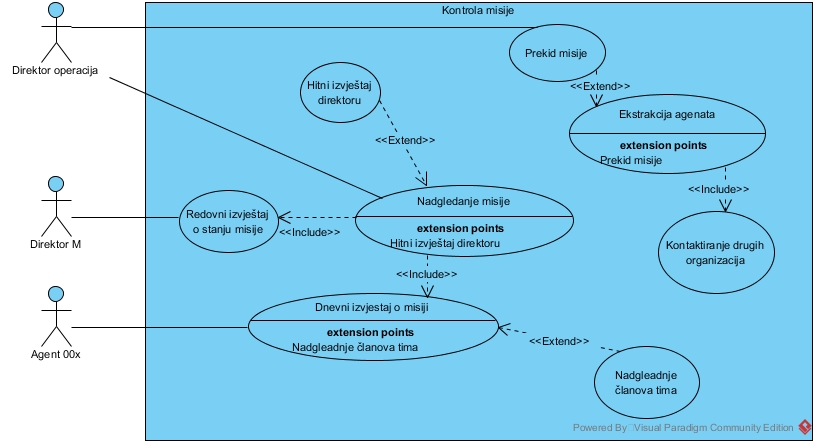 Kontrola misije
Direktor operacija
Prekid misije
<<Extend>>
Hitni izvještaj
direktoru
<<Extend>>
Ekstrakcija agenata
extension points
Prekid misije
<<Include>>
Kontaktiranje drugih
organizacija
Direktor M
Redovni izvještaj
o stanju misije
<<Include>>
Nadgledanje misije
extension points
Hitni izvještaj direktoru
<<Include>>
Agent 00x
Dnevni izvjestaj o misiji
extension points
Nadgleadnje članova tima
<<Extend>>
Nadgleadnje
članova tima
Powered By Visual Paradigm Community Edition